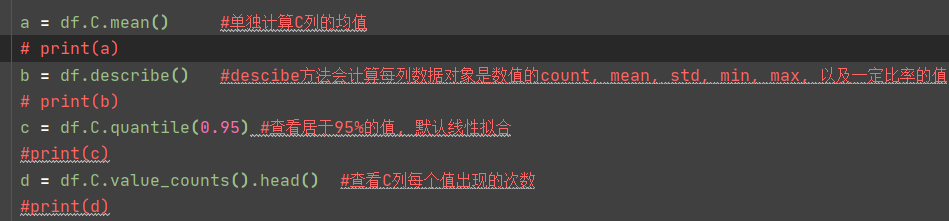 a = df.C.mean()     #单独计算C列的均值
# print(a)
b = df.describe()   #descibe方法会计算每列数据对象是数值的count, mean, std, min, max, 以及一定比率的值
# print(b)
c = df.C.quantile(0.95) #查看居于95%的值, 默认线性拟合
#print(c)
d = df.C.value_counts().head()  #查看C列每个值出现的次数
#print(d)